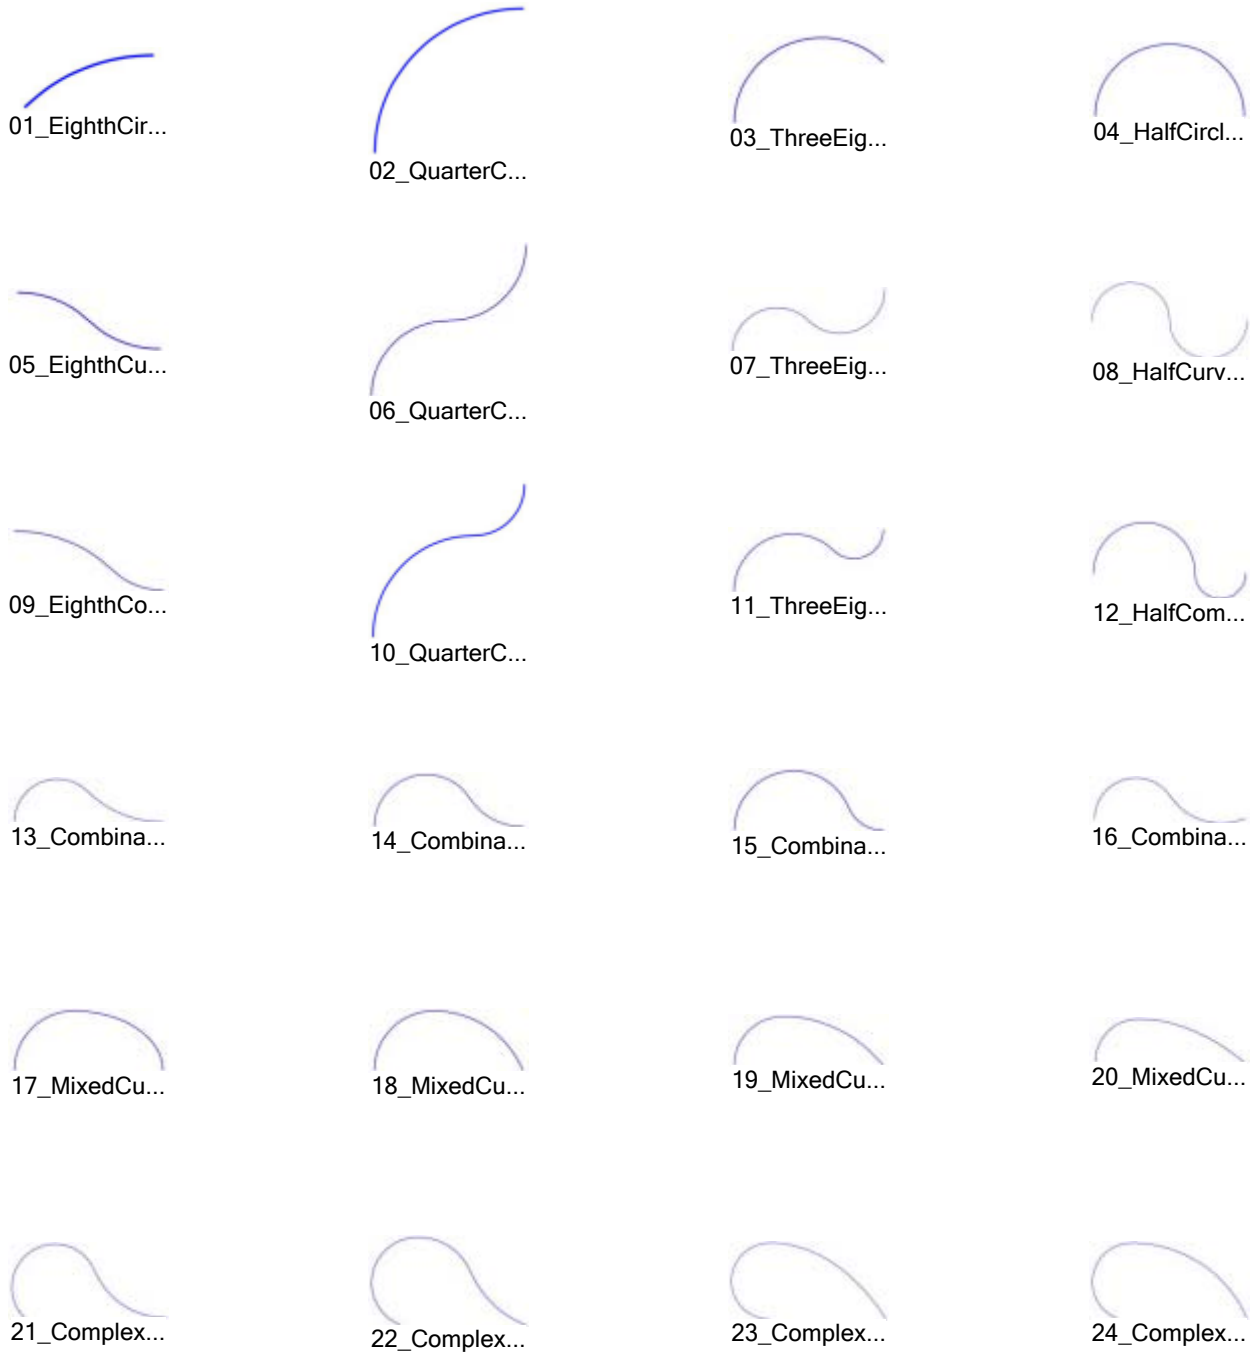 01_EighthCir...
02_QuarterC...
03_ThreeEig...
04_HalfCircl...
05_EighthCu...
06_QuarterC...
07_ThreeEig...
08_HalfCurv...
09_EighthCo...
10_QuarterC...
11_ThreeEig...
12_HalfCom...
13_Combina...
14_Combina...
15_Combina...
16_Combina...
17_MixedCu...
18_MixedCu...
19_MixedCu...
20_MixedCu...
21_Complex...
22_Complex...
23_Complex...
24_Complex...